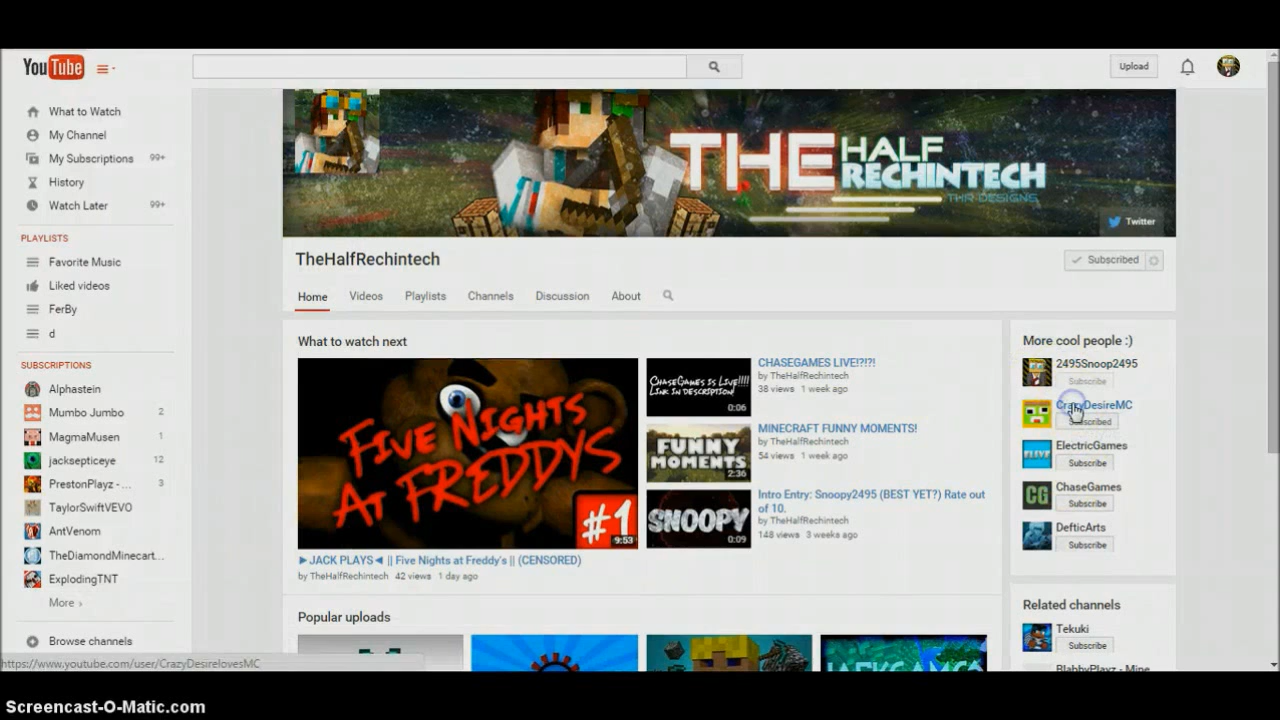 YouTube
Upload
What to Watch
My Channel
My Subscriptions 99+
History
Watch Later 99+
PLAYLISTS
Favorite Music
Liked videos
FerBy
d
SUBSCRIPTIONS
Alphastein
Mumbo Jumbo 2
MagmaMusen 1
jacksepticeye 12
PrestonPlayz - ... 3
TaylorSwiftVEVO
AntVenom
TheDiamondMinecart...
ExplodingTNT
More ›
Browse channels
https://www.youtube.com/user/CrazyDesirelovesMC
THE HALF
RECHINTECH
THR DESIGNS
Twitter
TheHalfRechintech
Subscribed
Home Videos Playlists Channels Discussion About
What to watch next
FIVE NIGHTS
AT FREDDYS
#1
9:53
►JACK PLAYS◄ || Five Nights at Freddy's || (CENSORED)
by TheHalfRechintech 42 views 1 day ago
CHASEGAMES IS LIVE!!!!
LINK IN DESCRIPTION!
0:06
CHASEGAMES LIVE!?!?!
by TheHalfRechintech
38 views 1 week ago
FUNNY
MOMENTS
2:36
MINECRAFT FUNNY MOMENTS!
by TheHalfRechintech
54 views 1 week ago
SNOOPY
0:09
Intro Entry: Snoopy2495 (BEST YET?) Rate out
of 10.
by TheHalfRechintech
148 views 3 weeks ago
Popular uploads
More cool people :)
2495Snoop2495
Subscribe
CrazyDesireMC
Subscribed
ElectricGames
Subscribe
CG
ChaseGames
Subscribe
DefticArts
Subscribe
Related channels
Tekuki
Subscribe
BlabbyPlayz - Mine
Screencast-O-Matic.com